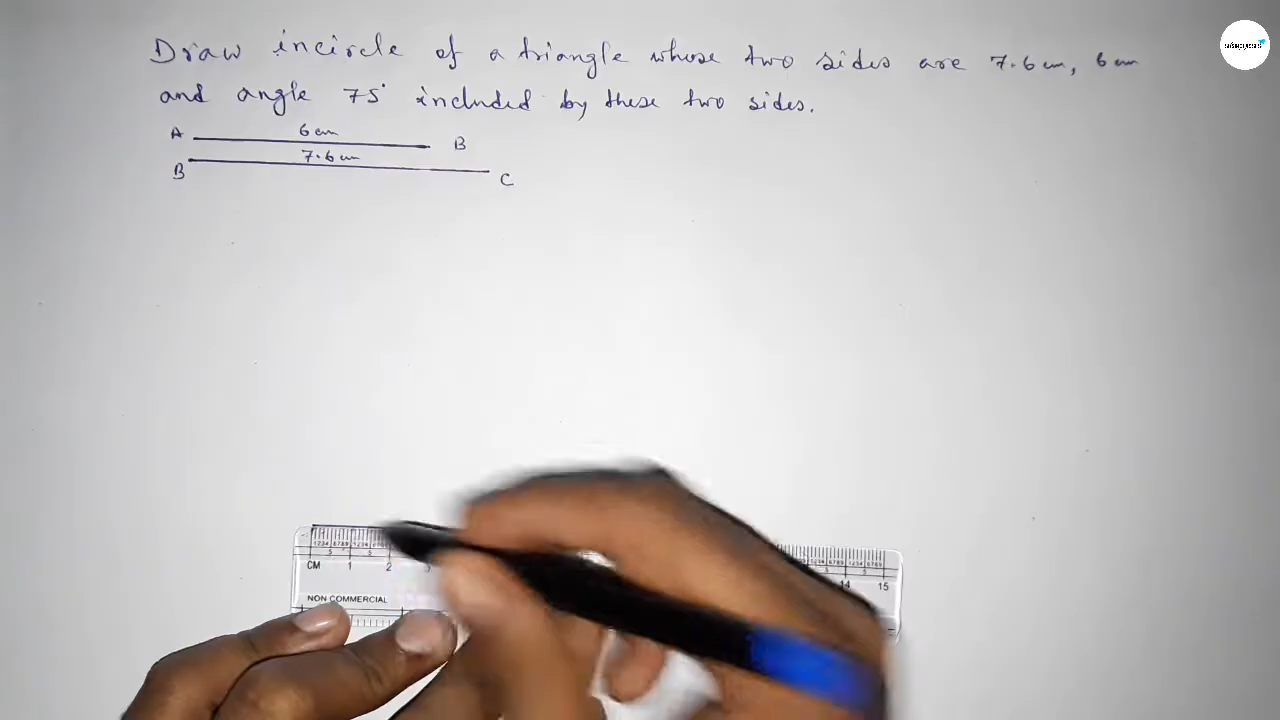 Draw incircle of a triangle whose two sides are 7.6 cm, 6 cm
and angle 75° included by these two sides.
A 6 cm B
B 7.6 cm C
CM 1 2 14 15
NON COMMERCIAL